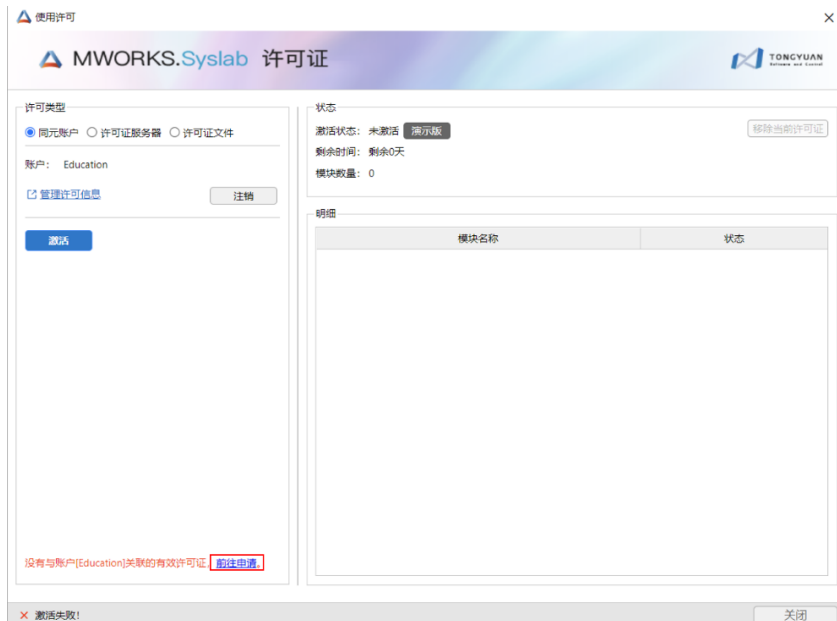 使用许可
MWORKS.Syslab 许可证
TONGYUAN
Software and Control
许可类型
同元账户 许可证服务器 许可证文件
账户： Education
管理许可信息
注销
激活
没有与账户[Education]关联的有效许可证, 前往申请。
状态
激活状态： 未激活 演示版
移除当前许可证
剩余时间： 剩余0天
模块数量： 0
明细
模块名称 状态
激活失败!
关闭